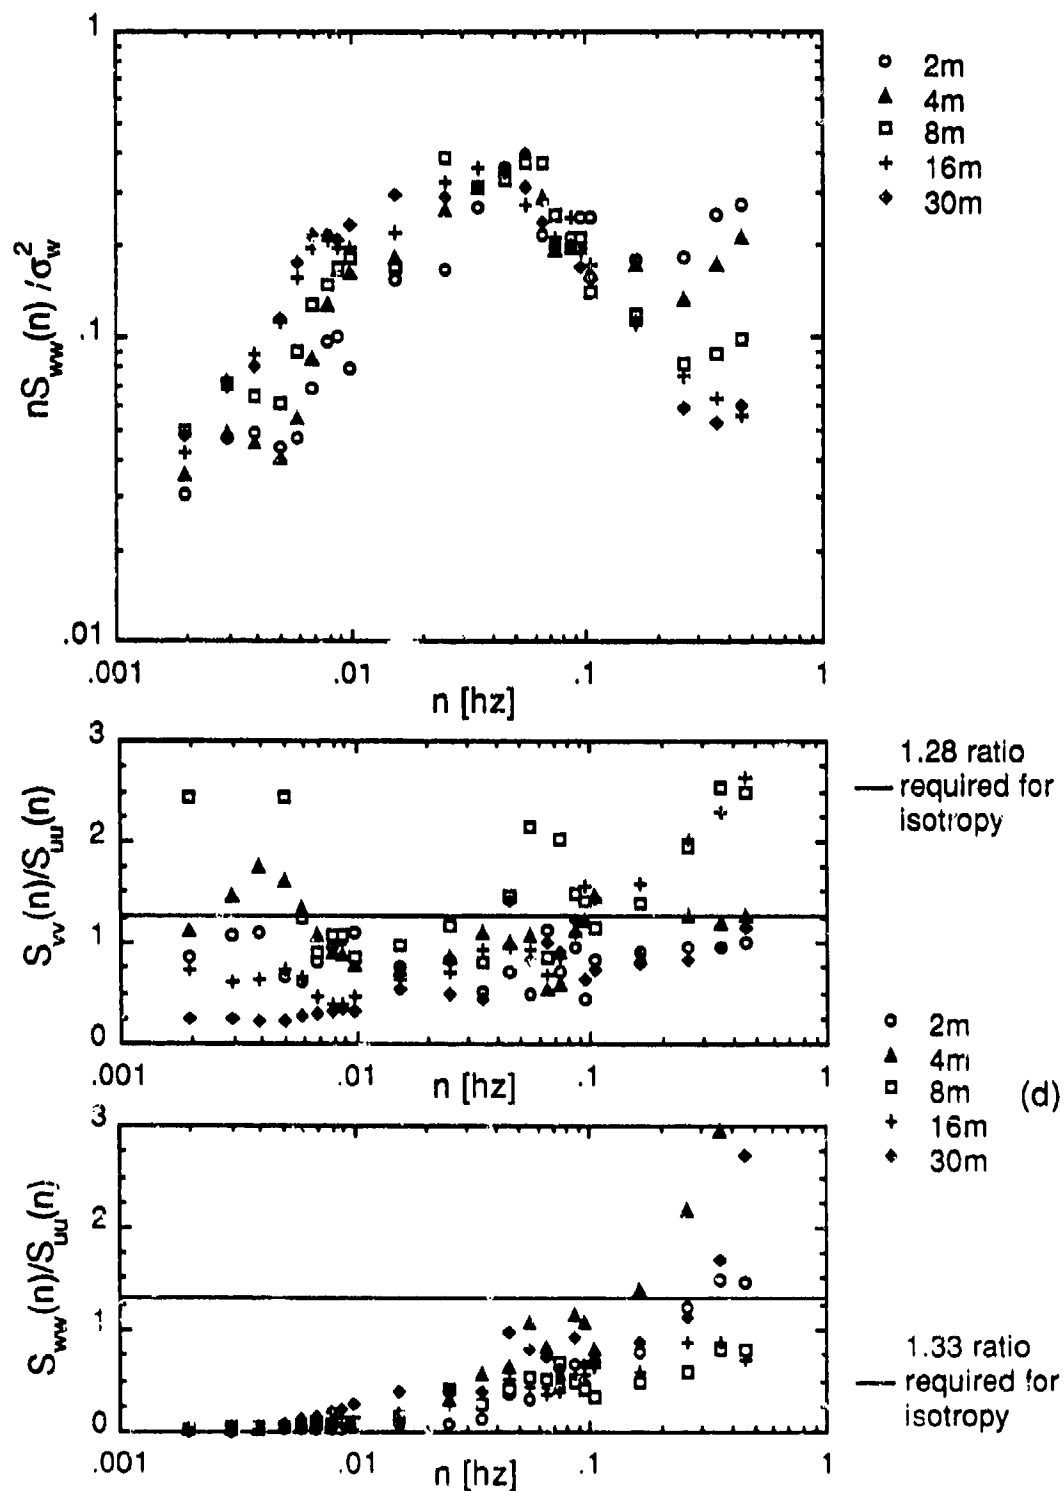 1
.1
.01
nS_ww(n)/σ_w^2
.001
.01
.1
1
n [hz]
2m
4m
8m
16m
30m
3
2
1
0
S_vv(n)/S_uu(n)
.001
.01
.1
1
n [hz]
1.28 ratio
required for
isotropy
2m
4m
8m
16m
30m
(d)
3
2
1
0
S_ww(n)/S_uu(n)
.001
.01
.1
1
n [hz]
1.33 ratio
required for
isotropy